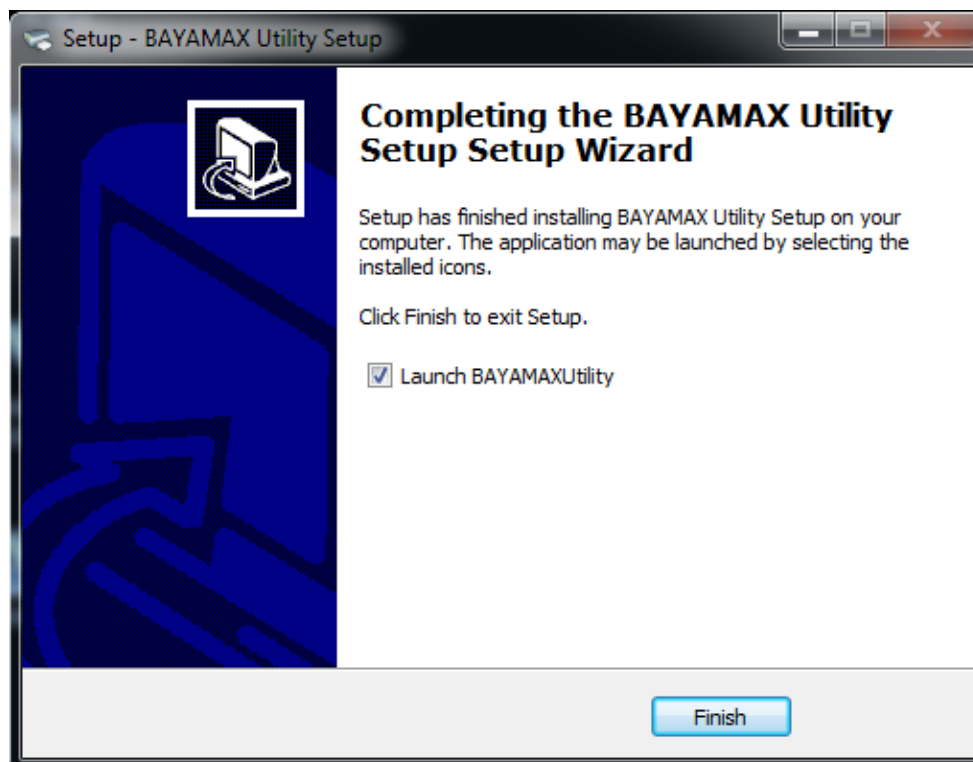 Setup - BAYAMAX Utility Setup
Completing the BAYAMAX Utility
Setup Setup Wizard
Setup has finished installing BAYAMAX Utility Setup on your
computer. The application may be launched by selecting the
installed icons.
Click Finish to exit Setup.
Launch BAYAMAXUtility
Finish